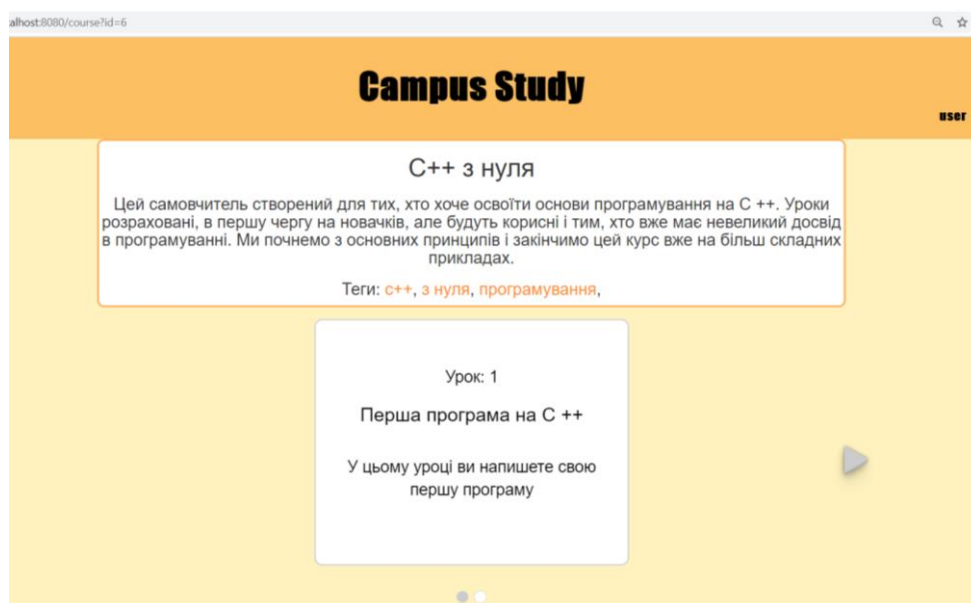 alhost:8080/course?id=6
Campus Study
user
C++ з нуля
Цей самовчитель створений для тих, хто хоче освоїти основи програмування на C ++. Уроки
розраховані, в першу чергу на новачків, але будуть корисні і тим, хто вже має невеликий досвід
в програмуванні. Ми почнемо з основних принципів і закінчимо цей курс вже на більш складних
прикладах.
Теги: c++, з нуля, програмування,
Урок: 1
Перша програма на C ++
У цьому уроці ви напишете свою
першу програму